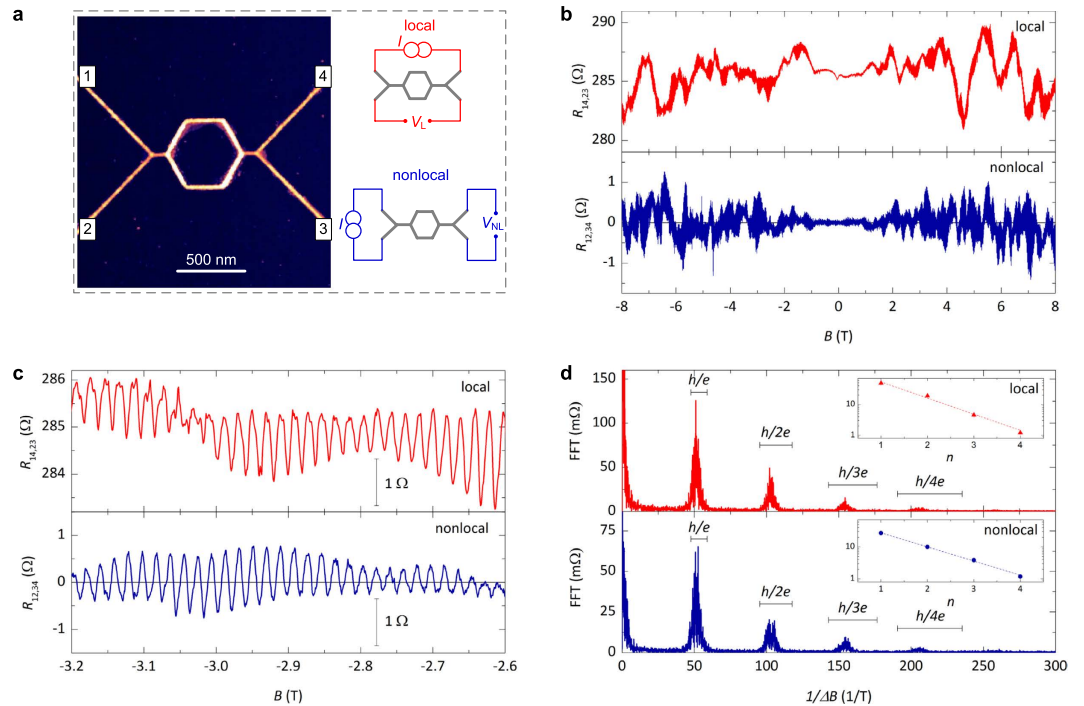 a
1
4
2
3
500 nm
local
I
V_L
nonlocal
I
V_NL
b
290
285
280
R_14,23 (Ω)
local
1
0
-1
R_12,34 (Ω)
nonlocal
-8 -6 -4 -2 0 2 4 6 8
B (T)
c
286
285
284
R_14,23 (Ω)
local
1 Ω
1
0
-1
R_12,34 (Ω)
nonlocal
1 Ω
-3.2 -3.1 -3.0 -2.9 -2.8 -2.7 -2.6
B (T)
d
150
100
50
0
FFT (mΩ)
h/e
h/2e
h/3e
h/4e
local
10
1
1 2 3 4
n
75
50
25
0
FFT (mΩ)
h/e
h/2e
h/3e
h/4e
nonlocal
10
1
1 2 3 4
n
0 50 100 150 200 250 300
1/ΔB (1/T)